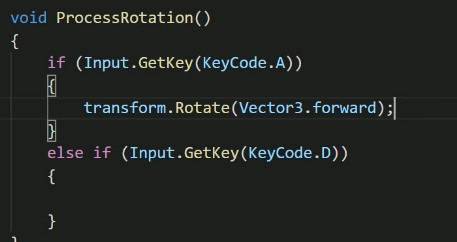 void ProcessRotation()
{
    if (Input.GetKey(KeyCode.A))
    {
        transform.Rotate(Vector3.forward);
    }
    else if (Input.GetKey(KeyCode.D))
    {

    }
}